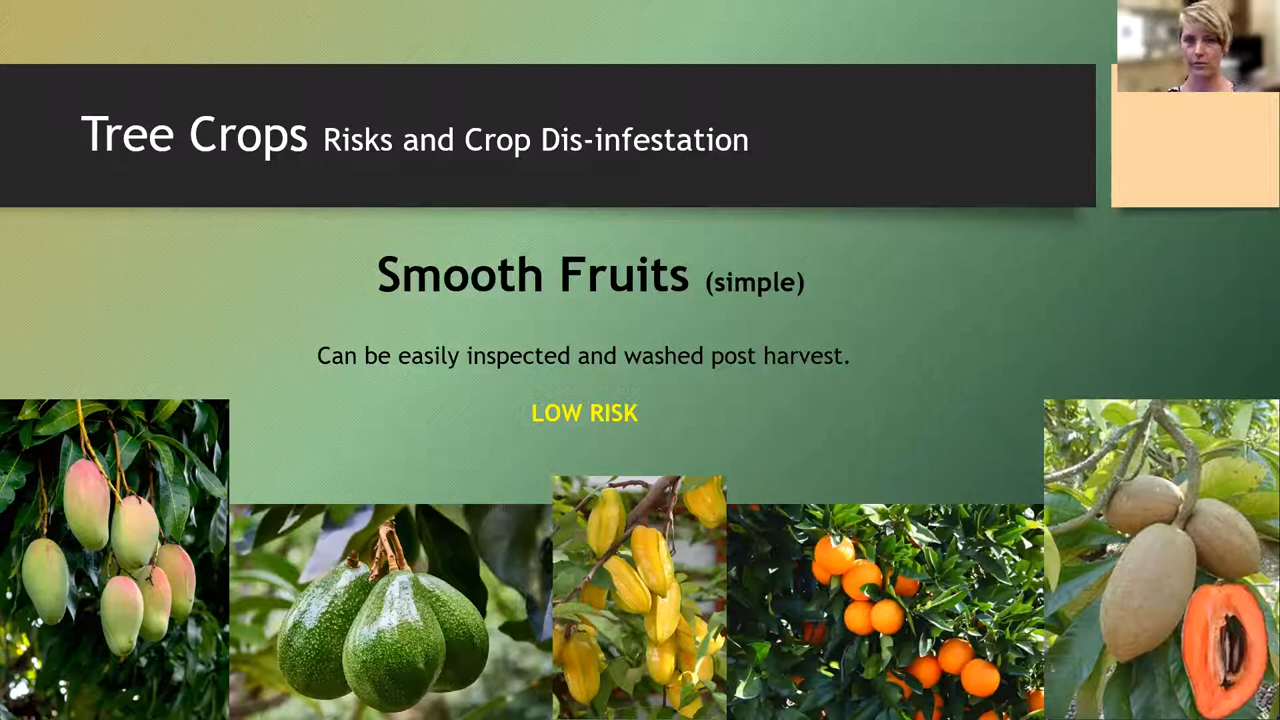 Tree Crops Risks and Crop Dis-infestation
Smooth Fruits (simple)
Can be easily inspected and washed post harvest.
LOW RISK